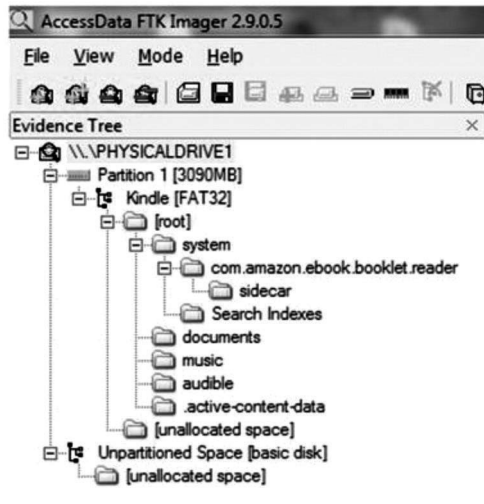 AccessData FTK Imager 2.9.0.5
File View Mode Help
Evidence Tree
\\.\PHYSICALDRIVE1
Partition 1 [3090MB]
Kindle [FAT32]
[root]
system
com.amazon.ebook.booklet.reader
sidecar
Search Indexes
documents
music
audible
.active-content-data
[unallocated space]
Unpartitioned Space [basic disk]
[unallocated space]